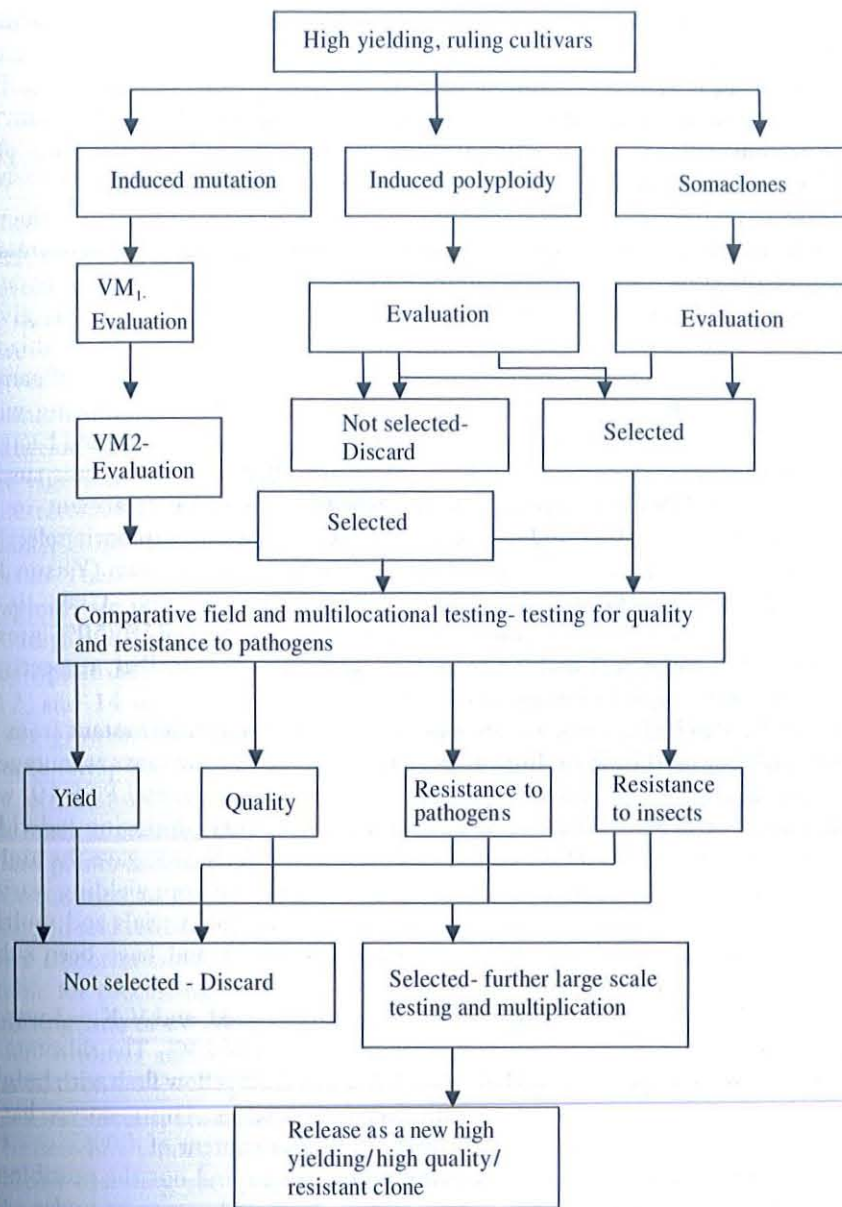 High yielding, ruling cultivars
Induced mutation
Induced polyploidy
Somaclones
VM1-
Evaluation
Evaluation
Evaluation
VM2-
Evaluation
Not selected-
Discard
Selected
Selected
Comparative field and multilocational testing- testing for quality
and resistance to pathogens
Yield
Quality
Resistance to
pathogens
Resistance
to insects
Not selected - Discard
Selected- further large scale
testing and multiplication
Release as a new high
yielding/high quality/
resistant clone